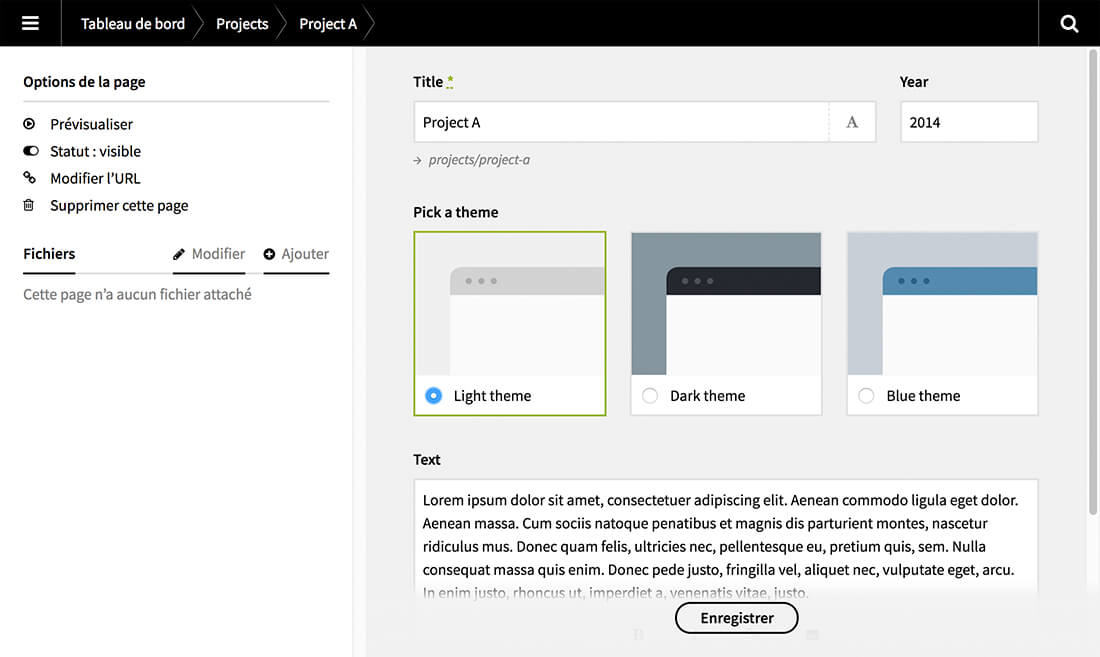 Tableau de bord Projects Project A
Options de la page
Prévisualiser
Statut : visible
Modifier l’URL
Supprimer cette page
Fichiers Modifier Ajouter
Cette page n’a aucun fichier attaché
Title * Year
Project A A 2014
→ projects/project-a
Pick a theme
Light theme Dark theme Blue theme
Text
Lorem ipsum dolor sit amet, consectetuer adipiscing elit. Aenean commodo ligula eget dolor.
Aenean massa. Cum sociis natoque penatibus et magnis dis parturient montes, nascetur
ridiculus mus. Donec quam felis, ultricies nec, pellentesque eu, pretium quis, sem. Nulla
consequat massa quis enim. Donec pede justo, fringilla vel, aliquet nec, vulputate eget, arcu.
In enim justo, rhoncus ut, imperdiet a, venenatis vitae, justo.
Enregistrer